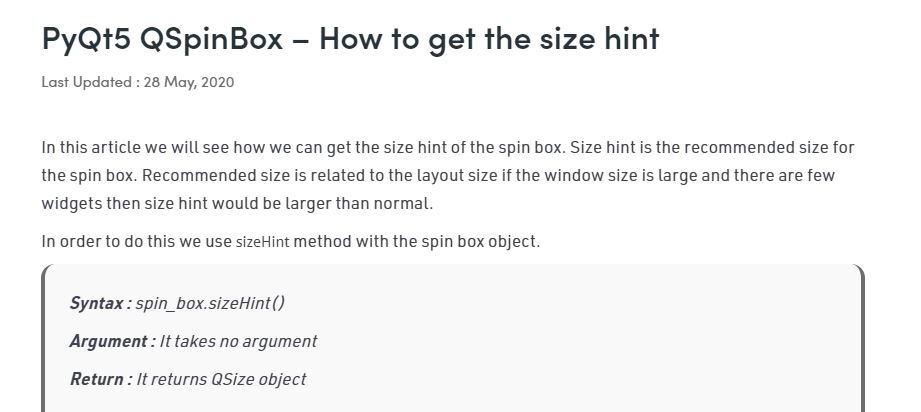 PyQt5 QSpinBox – How to get the size hint
Last Updated : 28 May, 2020
In this article we will see how we can get the size hint of the spin box. Size hint is the recommended size for
the spin box. Recommended size is related to the layout size if the window size is large and there are few
widgets then size hint would be larger than normal.
In order to do this we use sizeHint method with the spin box object.
Syntax : spin_box.sizeHint()
Argument : It takes no argument
Return : It returns QSize object